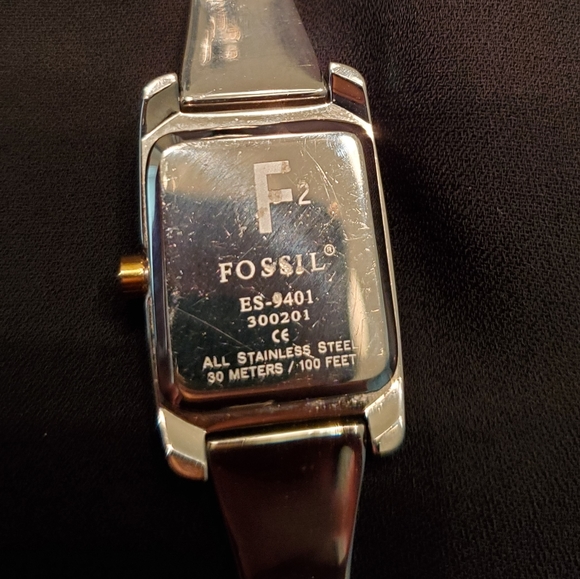 F2
FOSSIL®
ES-9401
300201
CE
ALL STAINLESS STEEL
30 METERS / 100 FEET